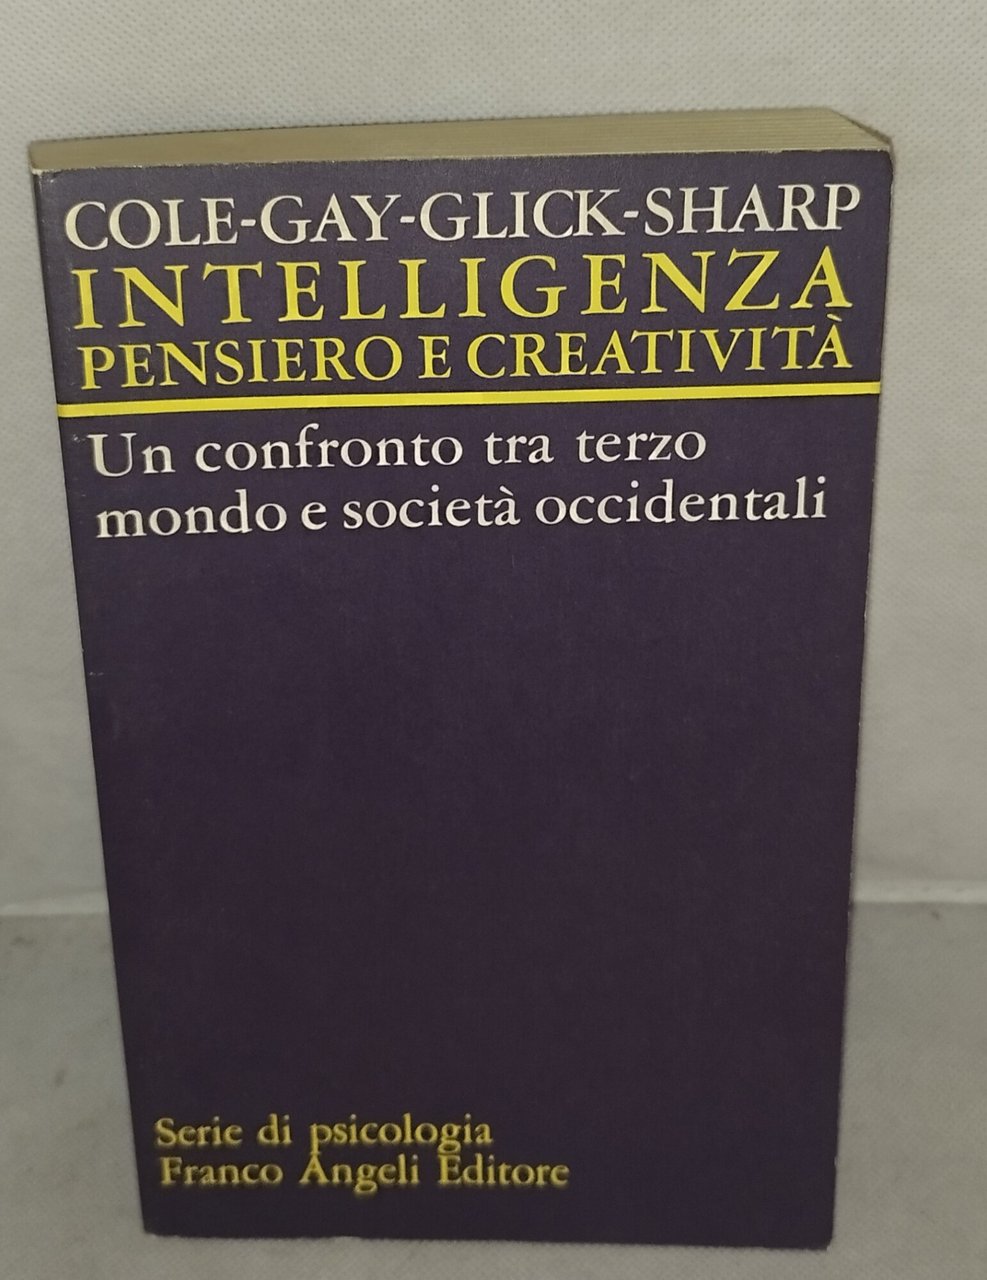 COLE-GAY-GLICK-SHARP
INTELLIGENZA
PENSIERO E CREATIVITÀ
Un confronto tra terzo
mondo e società occidentali
Serie di psicologia
Franco Angeli Editore